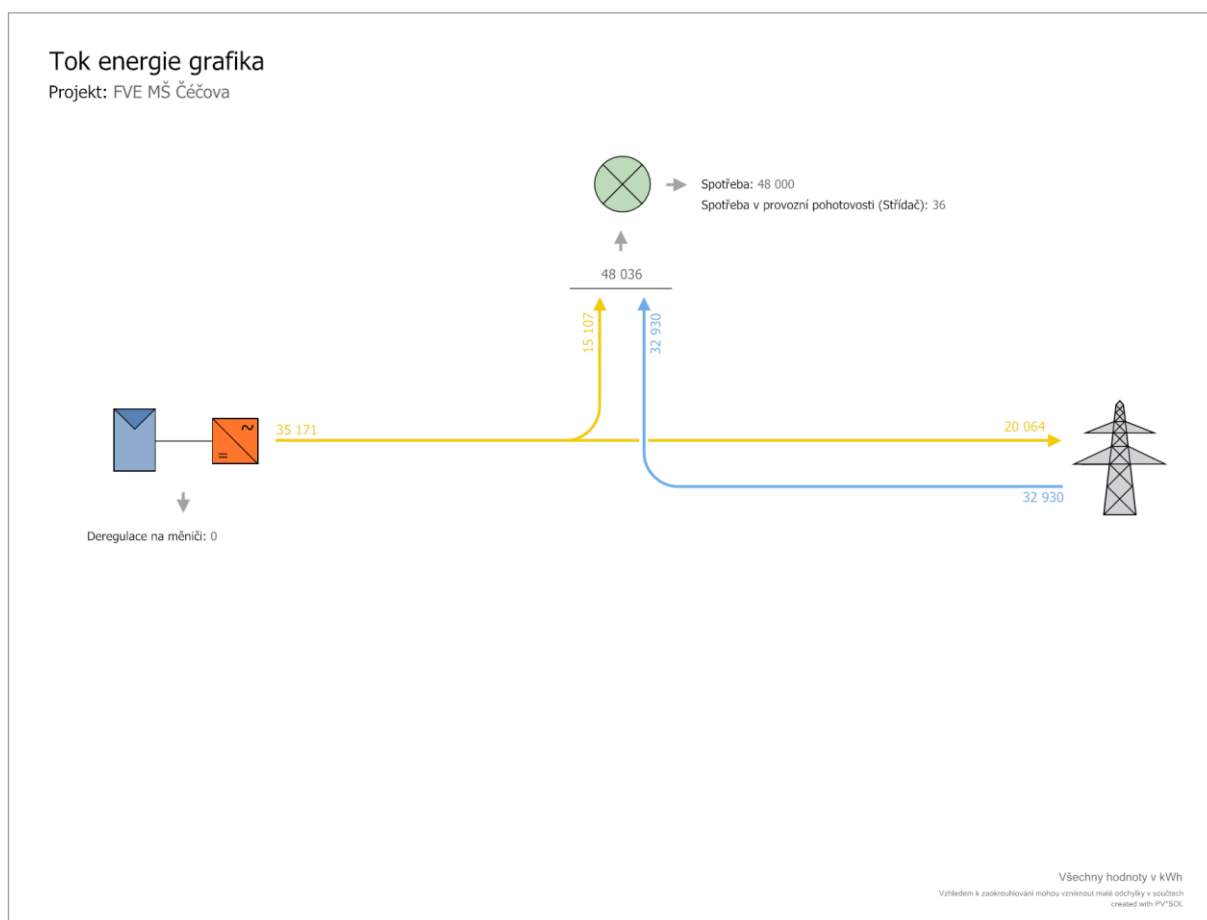 Tok energie grafika
Projekt: FVE MŠ Čéčova
Spotřeba: 48 000
Spotřeba v provozní pohotovosti (Střídač): 36
48 036
15 107
32 930
35 171
20 064
32 930
Deregulace na měniči: 0
Všechny hodnoty v kWh
Vzhledem k zaokrouhlování mohou vzniknout malé odchylky v součtech
created with PV*SOL